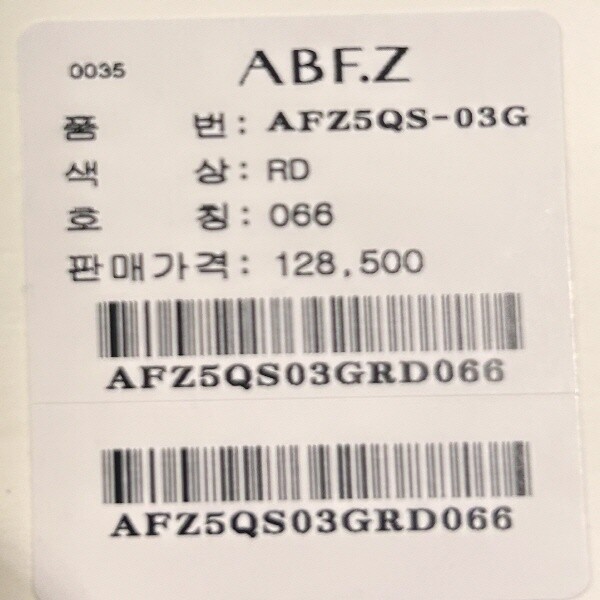 0035 ABF.Z
품 번: AFZ5QS-03G
색 상: RD
호 칭: 066
판매가격: 128,500
AFZ5QS03GRD066
AFZ5QS03GRD066